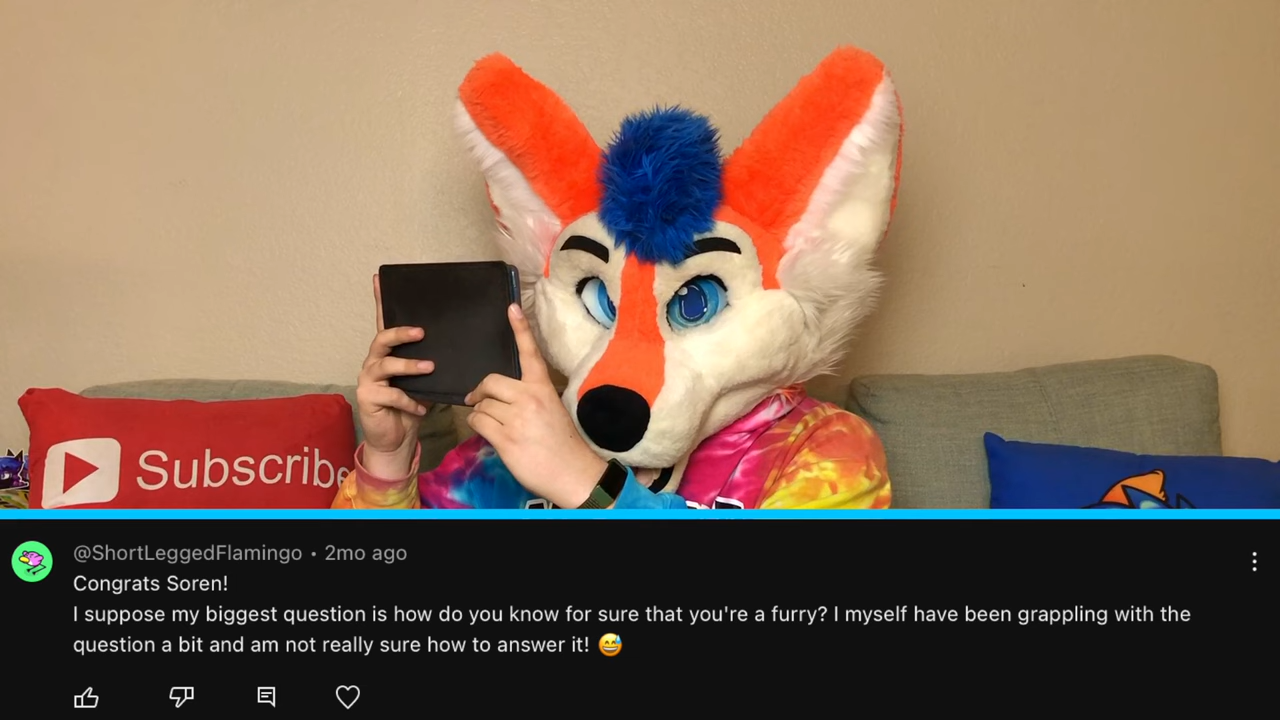 Subscribe
@ShortLeggedFlamingo • 2mo ago
Congrats Soren!
I suppose my biggest question is how do you know for sure that you're a furry? I myself have been grappling with the
question a bit and am not really sure how to answer it! 😅